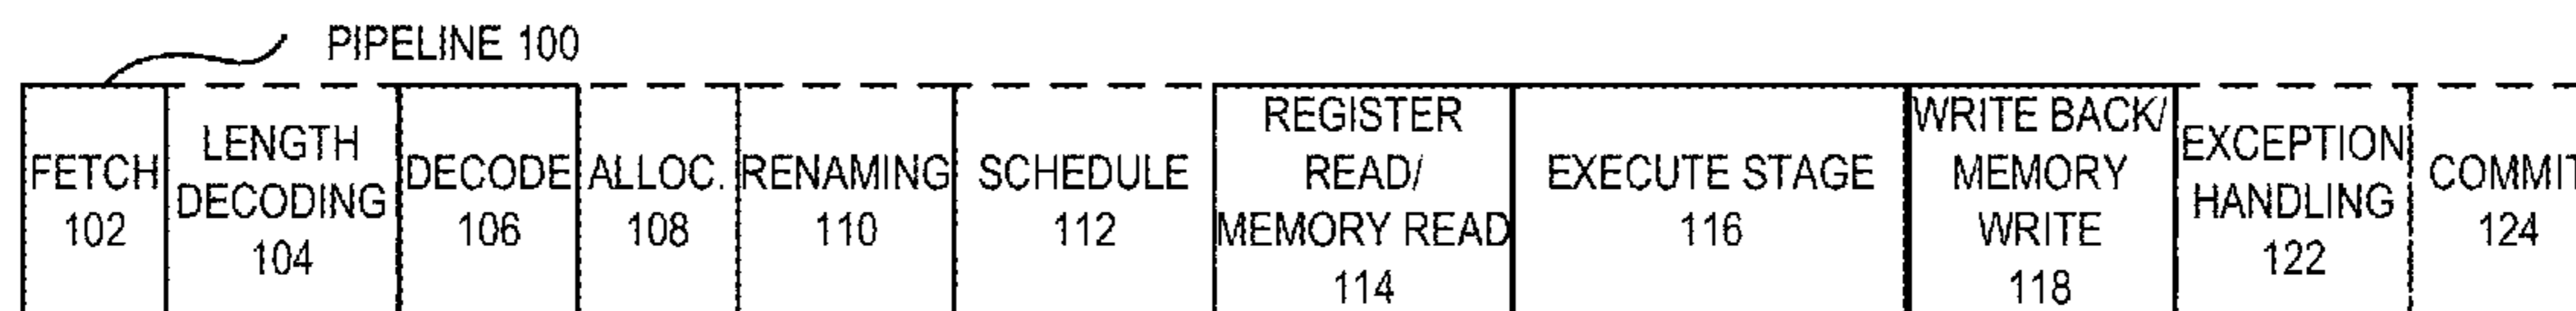 PIPELINE 100
FETCH
102
LENGTH
DECODING
104
DECODE
106
ALLOC.
108
RENAMING
110
SCHEDULE
112
REGISTER
READ/
MEMORY READ
114
EXECUTE STAGE
116
WRITE BACK/
MEMORY
WRITE
118
EXCEPTION
HANDLING
122
COMMIT
124